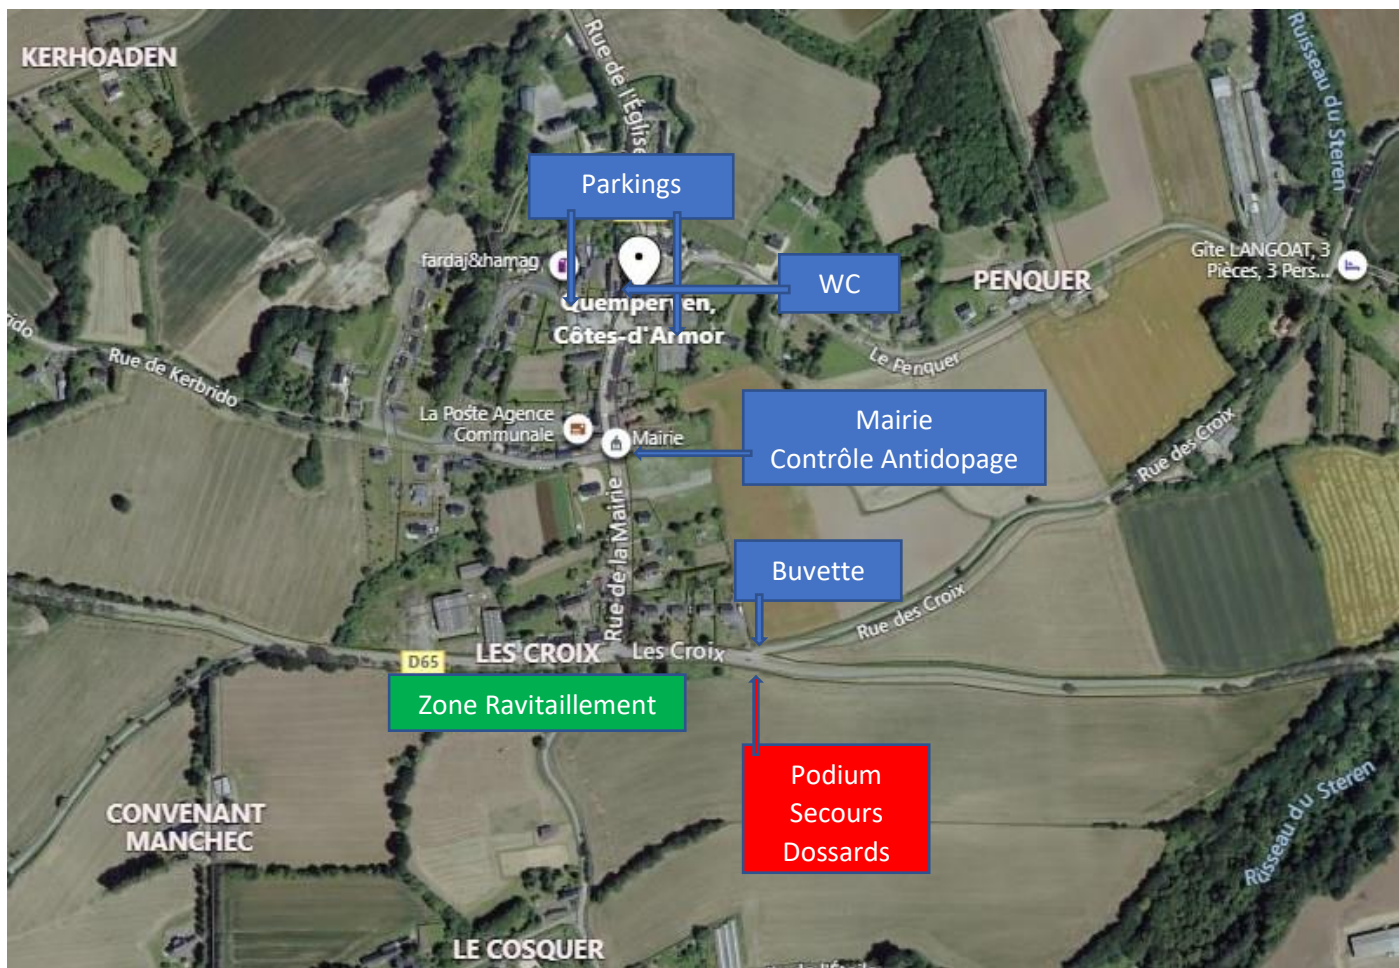 KERHOADEN
Rue de l'Église
Ruisseau du Steren
Parkings
fardaj&hamag
WC
Gîte LANGOAT, 3
Pièces, 3 Pers...
PENQUER
Quemperven,
Côtes-d'Armor
Le Penquer
Rue de Kerbrido
La Poste Agence
Communale
Mairie
Mairie
Contrôle Antidopage
Rue des Croix
Rue de la Mairie
Buvette
Rue des Croix
D65
LES CROIX
Les Croix
Zone Ravitaillement
Podium
Secours
Dossards
CONVENANT
MANCHEC
Ruisseau du Steren
LE COSQUER